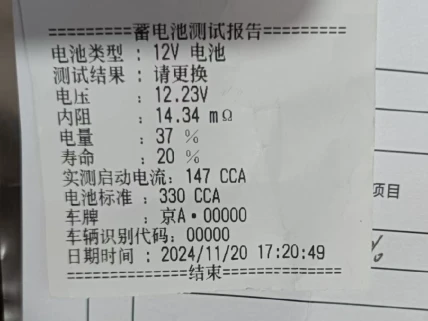 =========蓄电池测试报告=========
电池类型 : 12V 电池
测试结果 : 请更换
电压 : 12.23V
内阻 : 14.34 mΩ
电量 : 37 %
寿命 : 20 %
实测启动电流: 147 CCA
电池标准 : 330 CCA
车牌 : 京A·00000
车辆识别代码: 00000
日期时间 : 2024/11/20 17:20:49
==============结束==============
项目